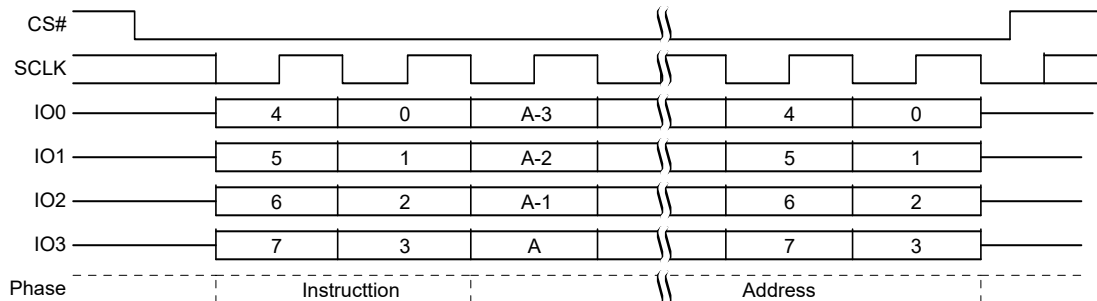 CS#
SCLK
IO0 4 0 A-3 4 0
IO1 5 1 A-2 5 1
IO2 6 2 A-1 6 2
IO3 7 3 A 7 3
Phase Instructtion Address